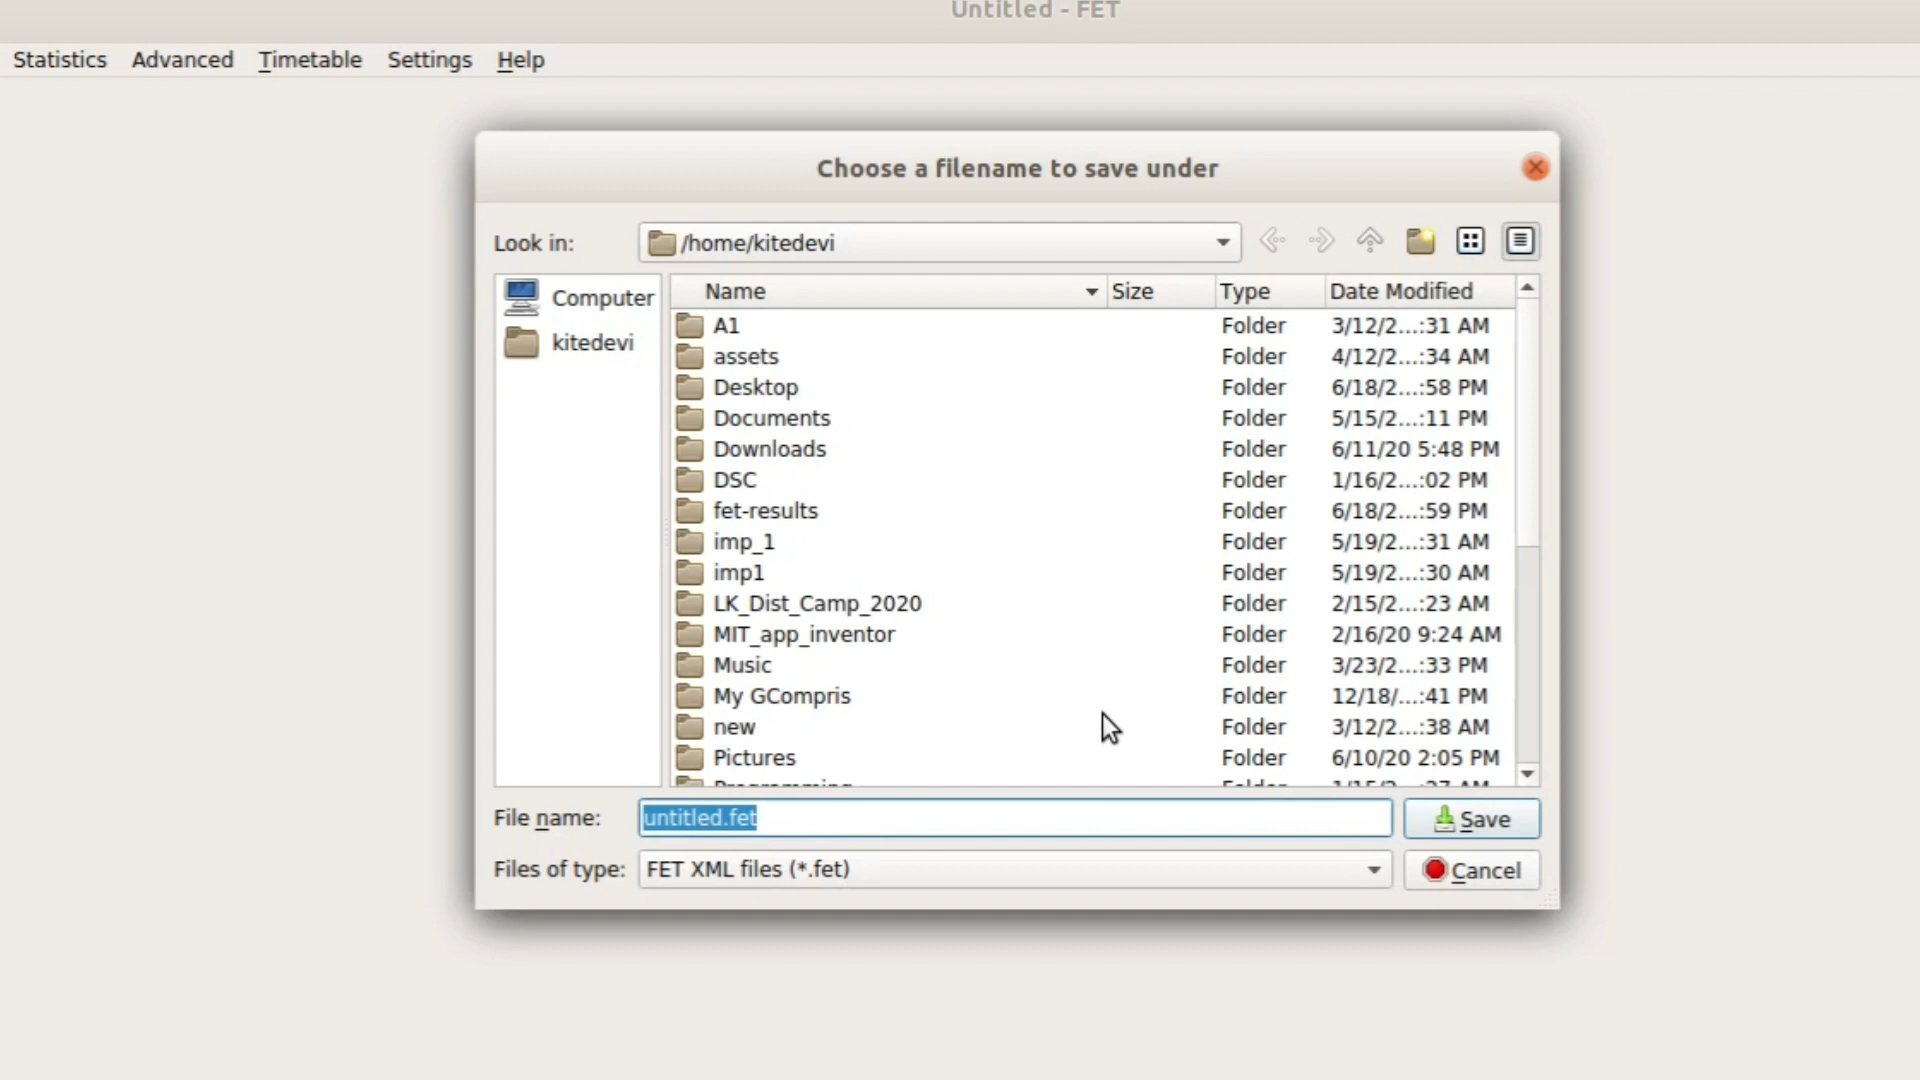 Untitled - FET
Statistics Advanced Timetable Settings Help
Choose a filename to save under
Look in: /home/kitedevi
Computer
kitedevi
Name Size Type Date Modified
A1 Folder 3/12/2...:31 AM
assets Folder 4/12/2...:34 AM
Desktop Folder 6/18/2...:58 PM
Documents Folder 5/15/2...:11 PM
Downloads Folder 6/11/20 5:48 PM
DSC Folder 1/16/2...:02 PM
fet-results Folder 6/18/2...:59 PM
imp_1 Folder 5/19/2...:31 AM
imp1 Folder 5/19/2...:30 AM
LK_Dist_Camp_2020 Folder 2/15/2...:23 AM
MIT_app_inventor Folder 2/16/20 9:24 AM
Music Folder 3/23/2...:33 PM
My GCompris Folder 12/18/...:41 PM
new Folder 3/12/2...:38 AM
Pictures Folder 6/10/20 2:05 PM
Programming Folder
File name: untitled.fet Save
Files of type: FET XML files (*.fet) Cancel